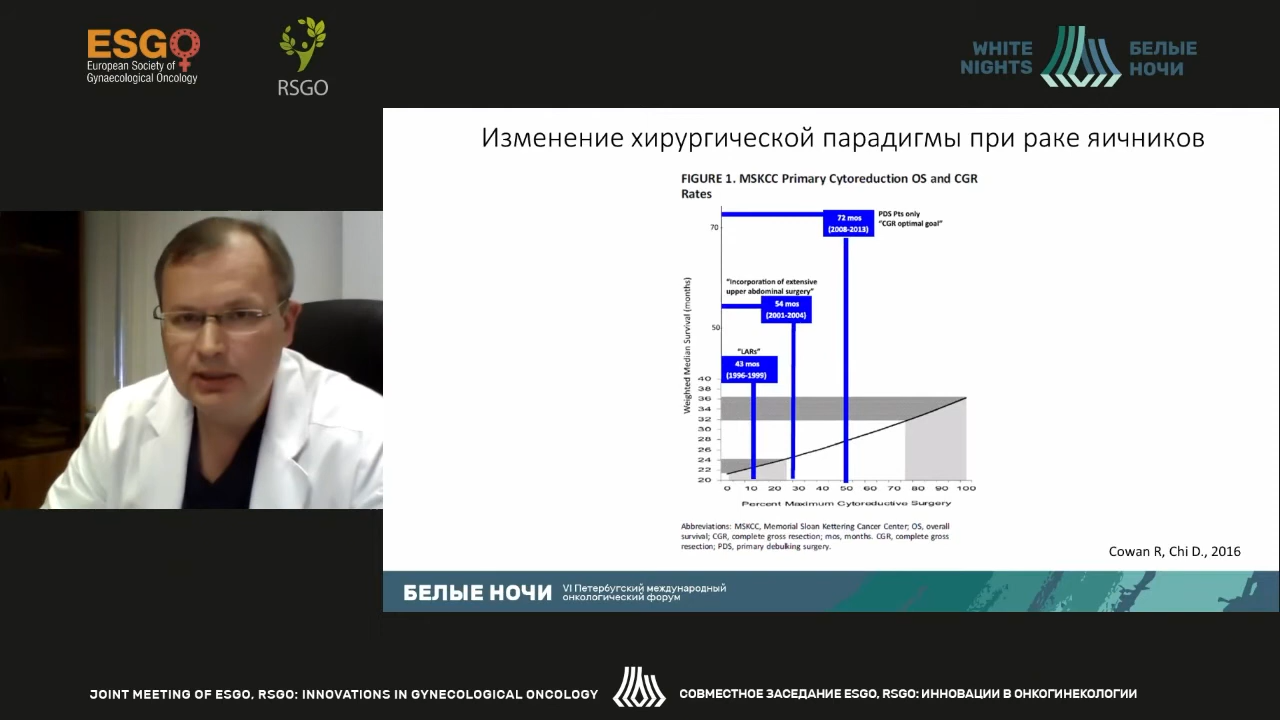 ESGO
European Society of
Gynaecological Oncology
RSGO
WHITE
NIGHTS
БЕЛЫЕ
НОЧИ
Изменение хирургической парадигмы при раке яичников
FIGURE 1. MSKCC Primary Cytoreduction OS and CGR
Rates
72 mos
(2008-2013)
PDS Pts only
"CGR optimal goal"
70
"Incorporation of extensive
upper abdominal surgery"
54 mos
(2001-2004)
50
"LARs"
43 mos
(1996-1999)
Weighted Median Survival (months)
40
38
36
34
32
30
28
26
24
22
20
0 10 20 30 40 50 60 70 80 90 100
Percent Maximum Cytoreductive Surgery
Abbreviations: MSKCC, Memorial Sloan Kettering Cancer Center; OS, overall
survival; CGR, complete gross resection; mos, months. CGR, complete gross
resection; PDS, primary debulking surgery.
Cowan R, Chi D., 2016
БЕЛЫЕ НОЧИ
VI Петербургский международный
онкологический форум
JOINT MEETING OF ESGO, RSGO: INNOVATIONS IN GYNECOLOGICAL ONCOLOGY
СОВМЕСТНОЕ ЗАСЕДАНИЕ ESGO, RSGO: ИННОВАЦИИ В ОНКОГИНЕКОЛОГИИ